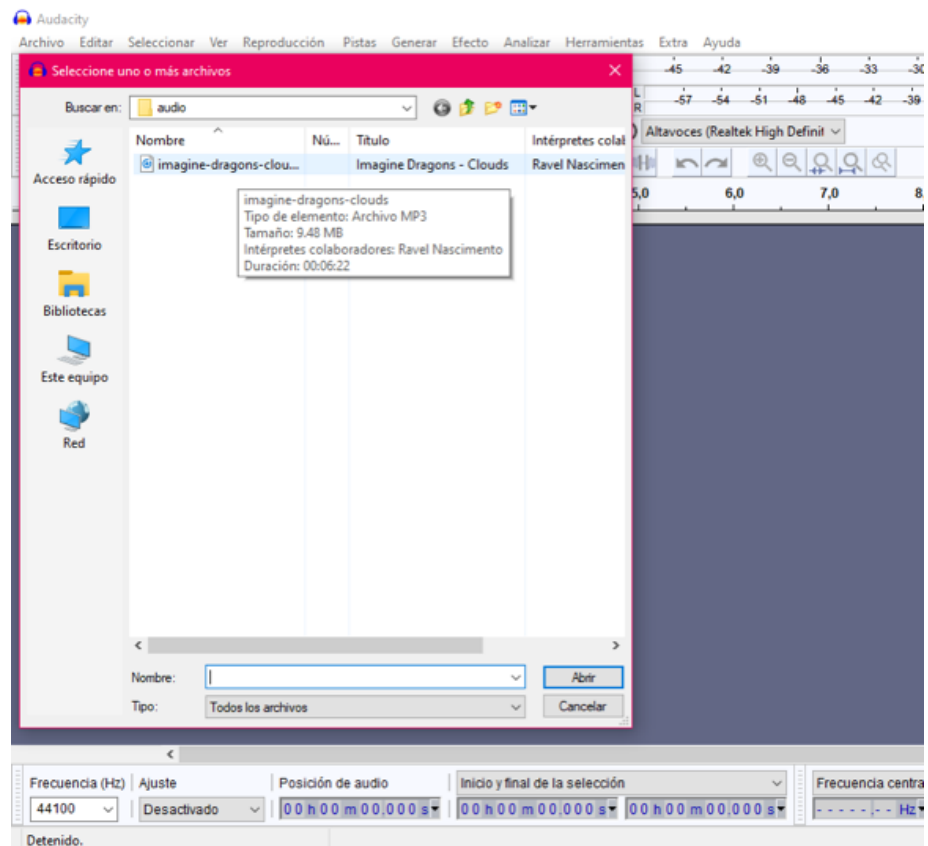 Audacity
Archivo Editar Seleccionar Ver Reproducción Pistas Generar Efecto Analizar Herramientas Extra Ayuda
Seleccione uno o más archivos
-45 -42 -39 -36 -33 -30
Buscar en: audio
L
R
-57 -54 -51 -48 -45 -42 -39
Nombre Nú... Título Intérpretes colab
Altavoces (Realtek High Definit
imagine-dragons-clou... Imagine Dragons - Clouds Ravel Nascimen
Acceso rápido
5,0 6,0 7,0 8
imagine-dragons-clouds
Tipo de elemento: Archivo MP3
Tamaño: 9.48 MB
Intérpretes colaboradores: Ravel Nascimento
Duración: 00:06:22
Escritorio
Bibliotecas
Este equipo
Red
Nombre:
Abrir
Tipo: Todos los archivos
Cancelar
Frecuencia (Hz) Ajuste Posición de audio Inicio y final de la selección Frecuencia centra
44100 Desactivado 00 h 00 m 00,000 s 00 h 00 m 00,000 s 00 h 00 m 00,000 s - - - - - , - - Hz
Detenido.